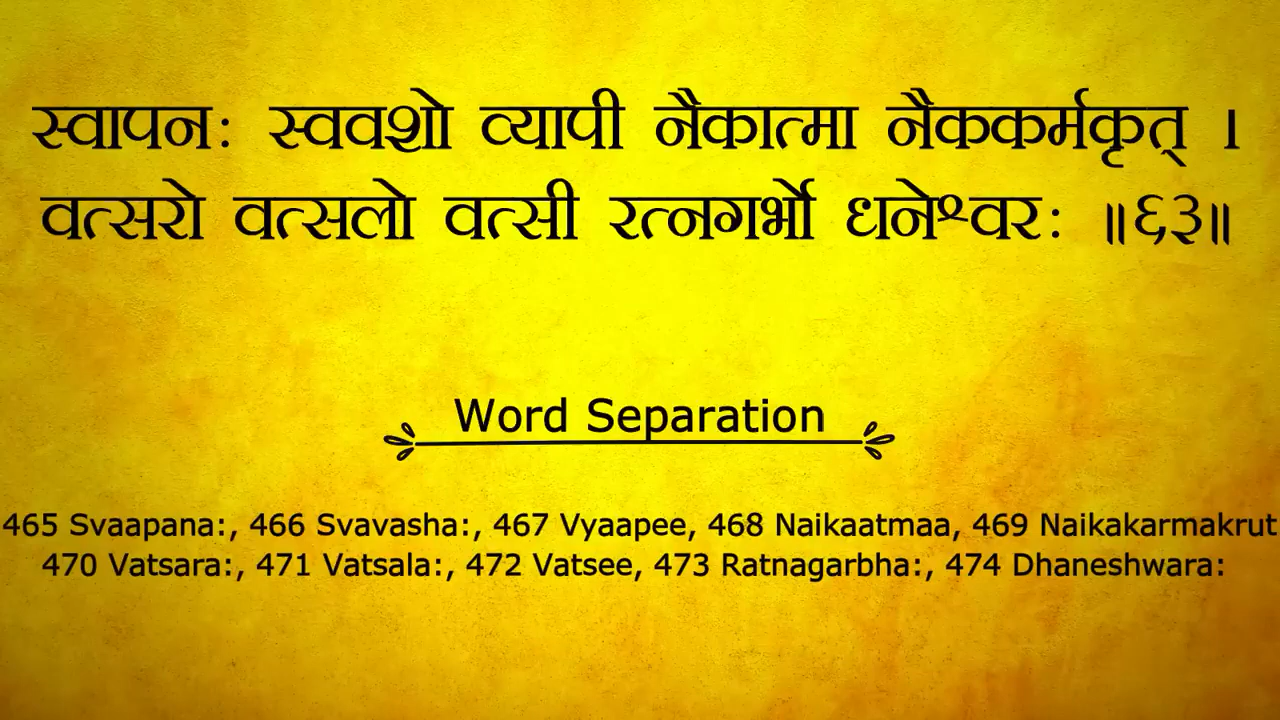 स्वापनः स्ववशो व्यापी नैकात्मा नैककर्मकृत् ।
वत्सरो वत्सलो वत्सी रत्नगर्भो धनेश्वरः ॥६३॥
Word Separation
465 Svaapana:, 466 Svavasha:, 467 Vyaapee, 468 Naikaatmaa, 469 Naikakarmakrut
470 Vatsara:, 471 Vatsala:, 472 Vatsee, 473 Ratnagarbha:, 474 Dhaneshwara: